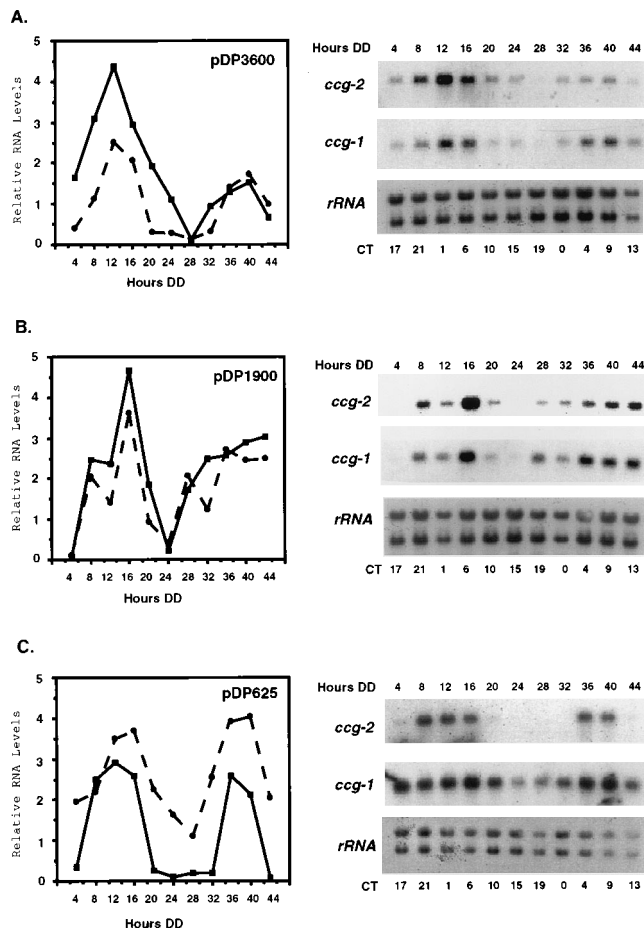 A.
pDP3600
Relative RNA Levels
5
4
3
2
1
0
4 8 12 16 20 24 28 32 36 40 44
Hours DD
Hours DD 4 8 12 16 20 24 28 32 36 40 44
ccg-2
ccg-1
rRNA
CT 17 21 1 6 10 15 19 0 4 9 13
B.
pDP1900
Relative RNA Levels
5
4
3
2
1
0
4 8 12 16 20 24 28 32 36 40 44
Hours DD
Hours DD 4 8 12 16 20 24 28 32 36 40 44
ccg-2
ccg-1
rRNA
CT 17 21 1 6 10 15 19 0 4 9 13
C.
pDP625
Relative RNA Levels
5
4
3
2
1
0
4 8 12 16 20 24 28 32 36 40 44
Hours DD
Hours DD 4 8 12 16 20 24 28 32 36 40 44
ccg-2
ccg-1
rRNA
CT 17 21 1 6 10 15 19 0 4 9 13